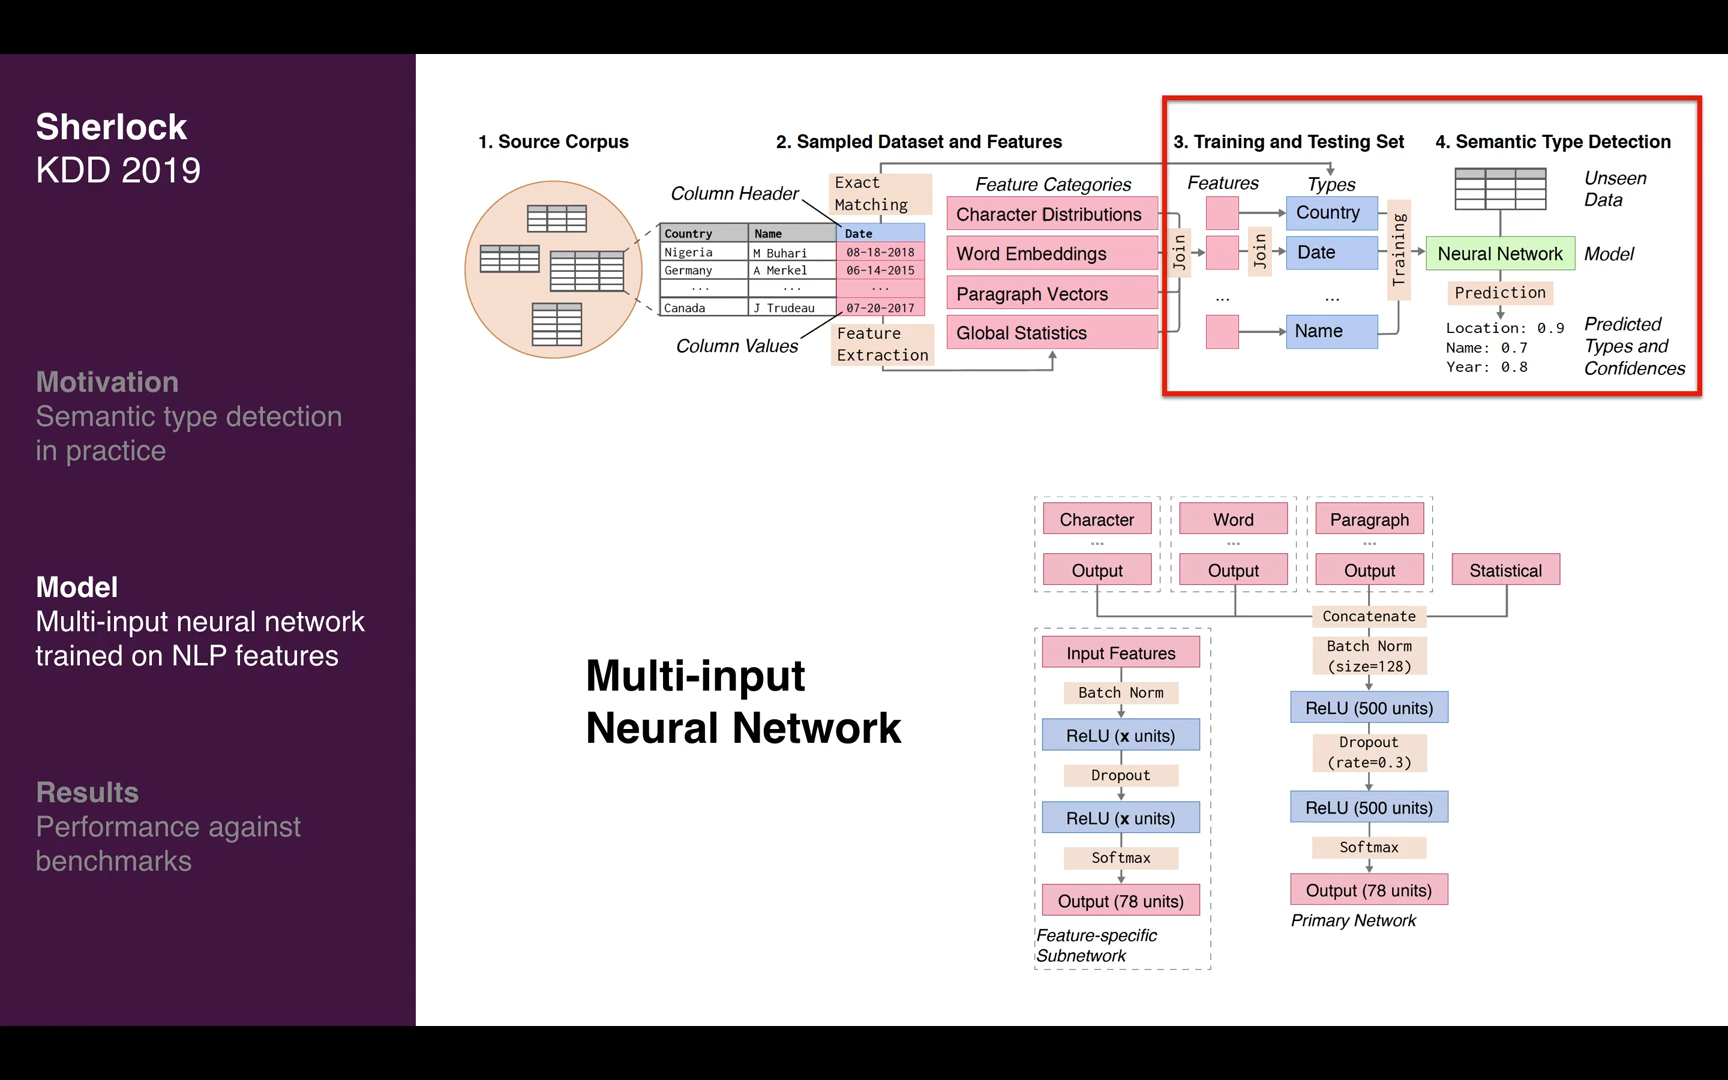 Sherlock
KDD 2019
Motivation
Semantic type detection
in practice
Model
Multi-input neural network
trained on NLP features
Results
Performance against
benchmarks
1. Source Corpus
2. Sampled Dataset and Features
3. Training and Testing Set
4. Semantic Type Detection
Column Header
Exact
Matching
Country Name Date
Nigeria M Buhari 08-18-2018
Germany A Merkel 06-14-2015
... ... ...
Canada J Trudeau 07-20-2017
Column Values
Feature
Extraction
Feature Categories
Character Distributions
Word Embeddings
Paragraph Vectors
Global Statistics
Join
Features
Join
Types
Country
Date
...
...
Name
Training
Unseen
Data
Neural Network
Model
Prediction
Location: 0.9
Name: 0.7
Year: 0.8
Predicted
Types and
Confidences
Multi-input
Neural Network
Character
...
Output
Word
...
Output
Paragraph
...
Output
Statistical
Concatenate
Input Features
Batch Norm
ReLU (x units)
Dropout
ReLU (x units)
Softmax
Output (78 units)
Feature-specific
Subnetwork
Batch Norm
(size=128)
ReLU (500 units)
Dropout
(rate=0.3)
ReLU (500 units)
Softmax
Output (78 units)
Primary Network